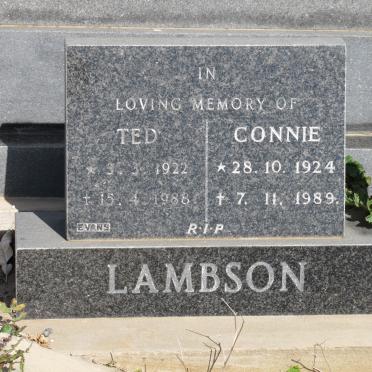 IN
LOVING MEMORY OF
TED CONNIE
★ 3. 3. 1922 ★ 28. 10. 1924
† 15. 4. 1988 † 7. 11. 1989.
EVANS R.I.P
LAMBSON